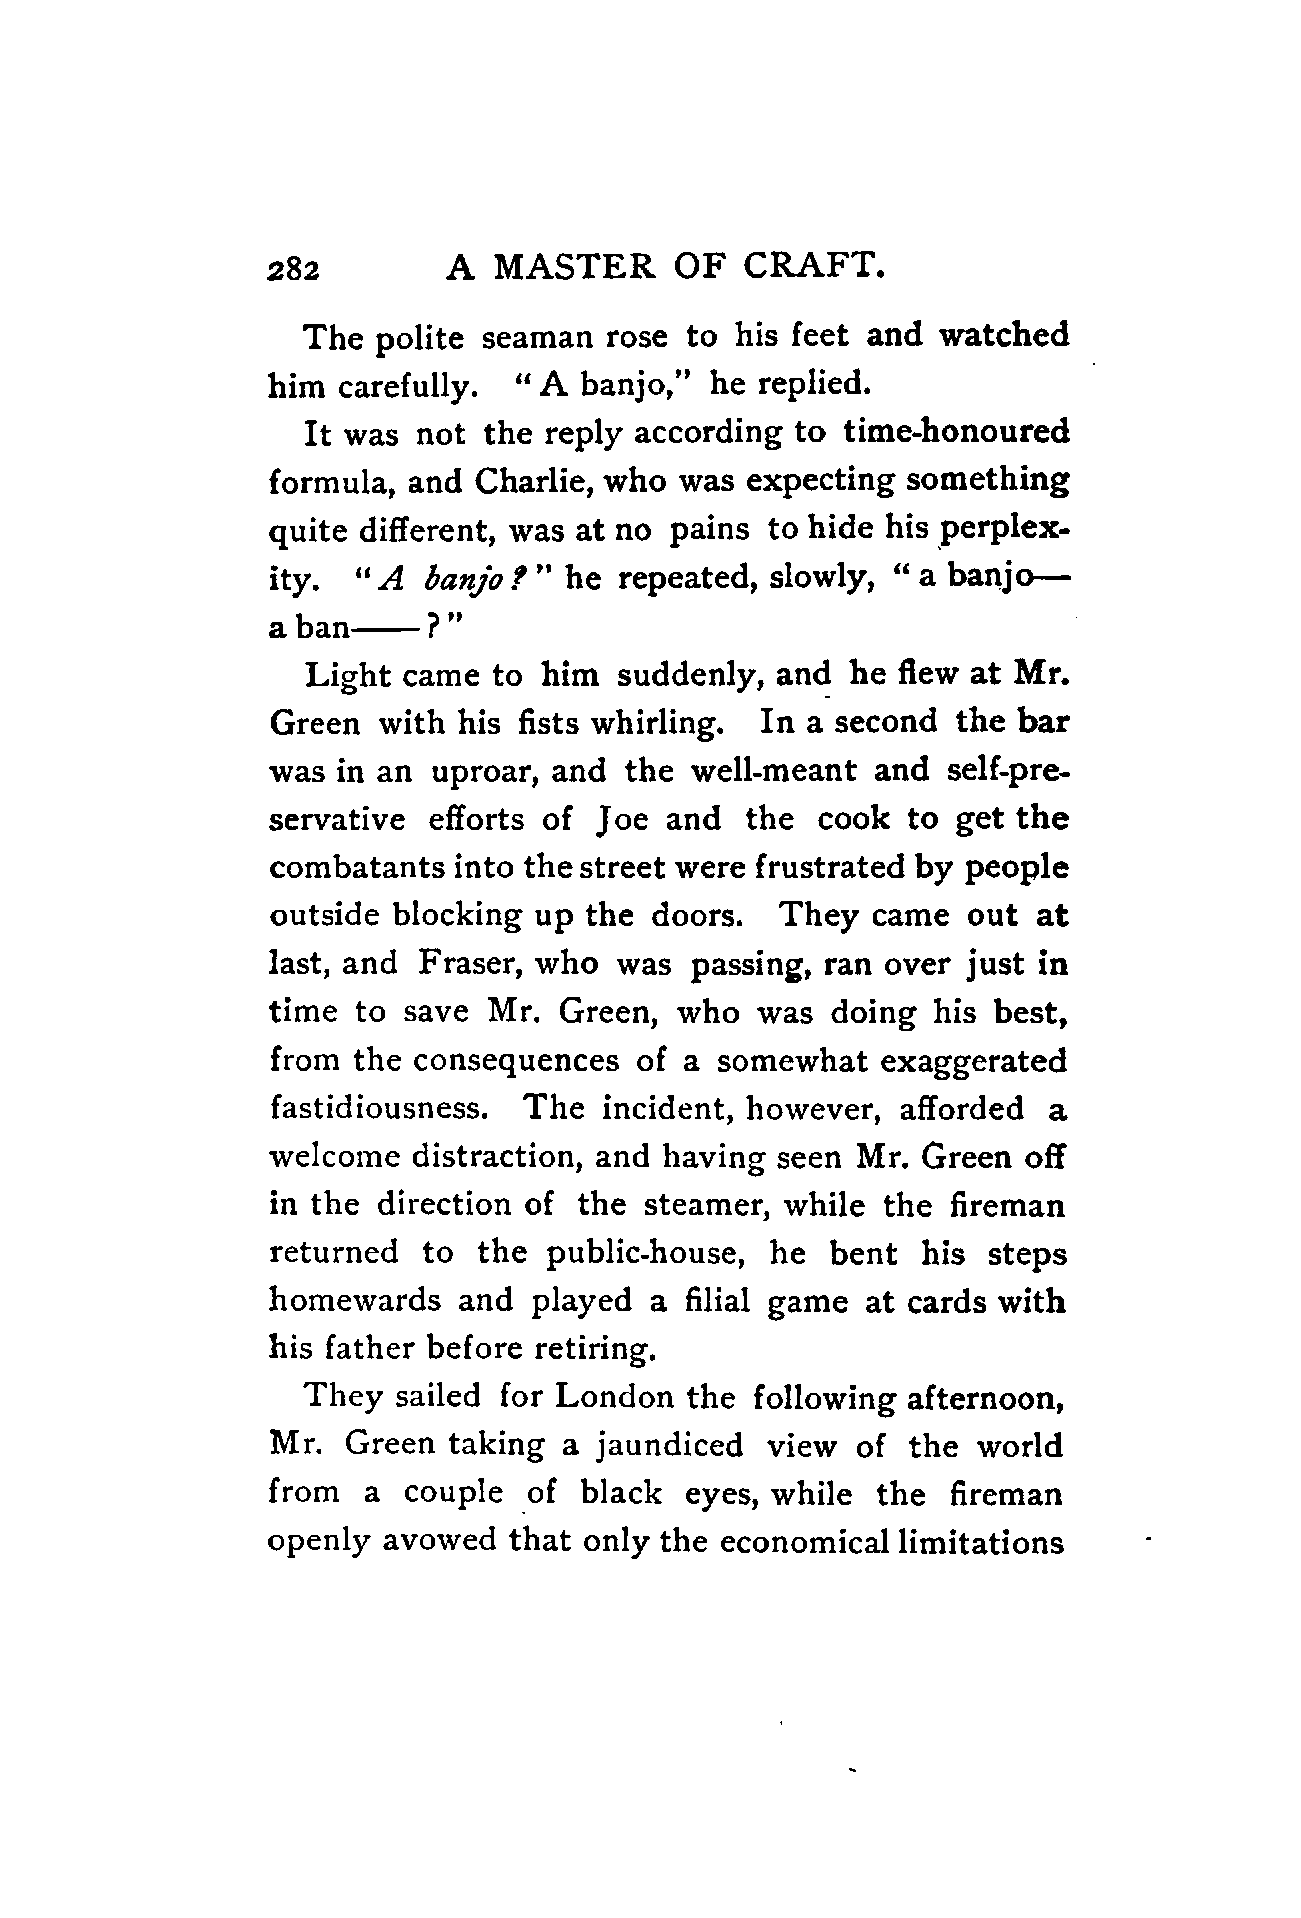 282 A MASTER OF CRAFT.
The polite seaman rose to his feet and watched
him carefully. “ A banjo,” he replied.
It was not the reply according to time-honoured
formula, and Charlie, who was expecting something
quite different, was at no pains to hide his perplex-
ity. “ A banjo ? ” he repeated, slowly, “ a banjo—
a ban—— ? ”
Light came to him suddenly, and he flew at Mr.
Green with his fists whirling. In a second the bar
was in an uproar, and the well-meant and self-pre-
servative efforts of Joe and the cook to get the
combatants into the street were frustrated by people
outside blocking up the doors. They came out at
last, and Fraser, who was passing, ran over just in
time to save Mr. Green, who was doing his best,
from the consequences of a somewhat exaggerated
fastidiousness. The incident, however, afforded a
welcome distraction, and having seen Mr. Green off
in the direction of the steamer, while the fireman
returned to the public-house, he bent his steps
homewards and played a filial game at cards with
his father before retiring.
They sailed for London the following afternoon,
Mr. Green taking a jaundiced view of the world
from a couple of black eyes, while the fireman
openly avowed that only the economical limitations